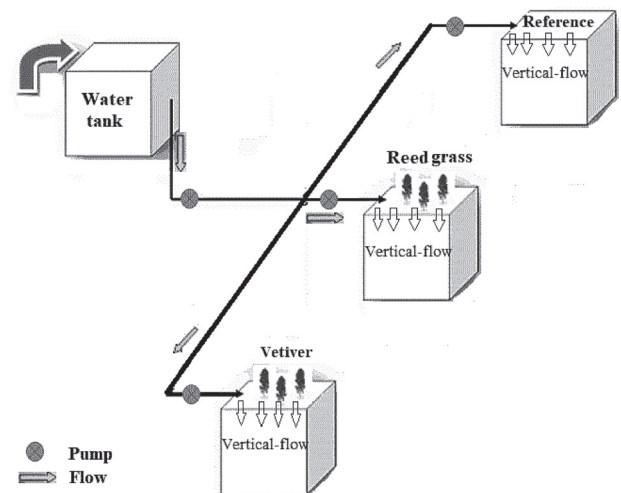 Reference
Vertical-flow
Water
tank
Reed grass
Vertical-flow
Vetiver
Vertical-flow
Pump
Flow